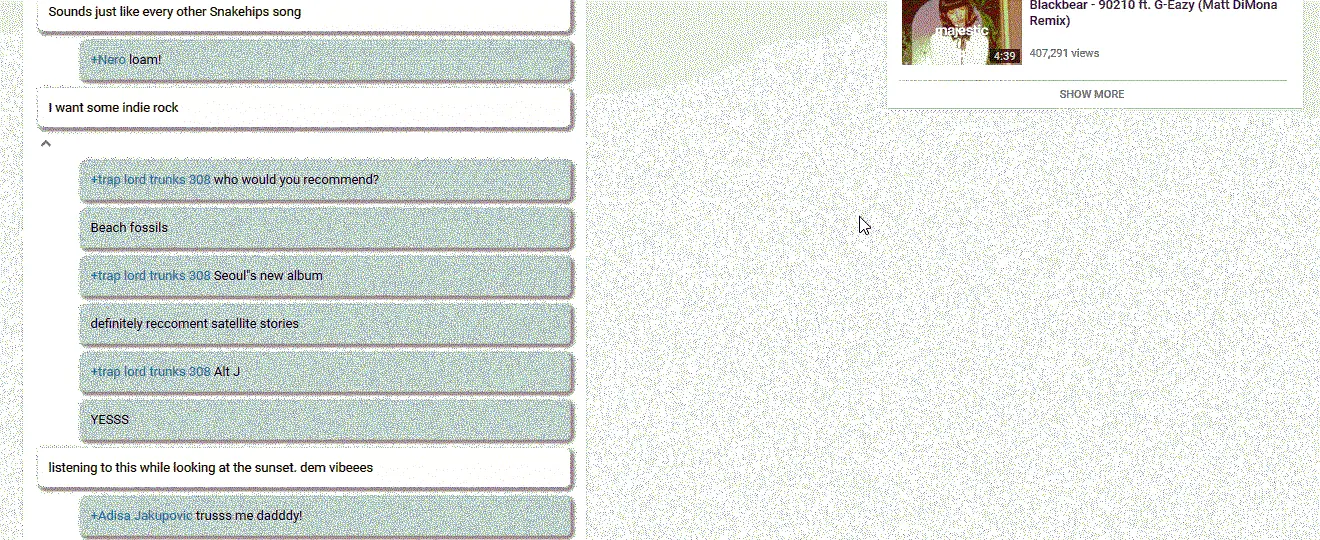 Sounds just like every other Snakehips song
+Nero loam!
I want some indie rock
+trap lord trunks 308 who would you recommend?
Beach fossils
+trap lord trunks 308 Seoul"s new album
definitely reccoment satellite stories
+trap lord trunks 308 Alt J
YESSS
listening to this while looking at the sunset. dem vibeees
+Adisa Jakupovic trusss me dadddy!
Blackbear - 90210 ft. G-Eazy (Matt DiMona
Remix)
majestic
4:39
407,291 views
SHOW MORE